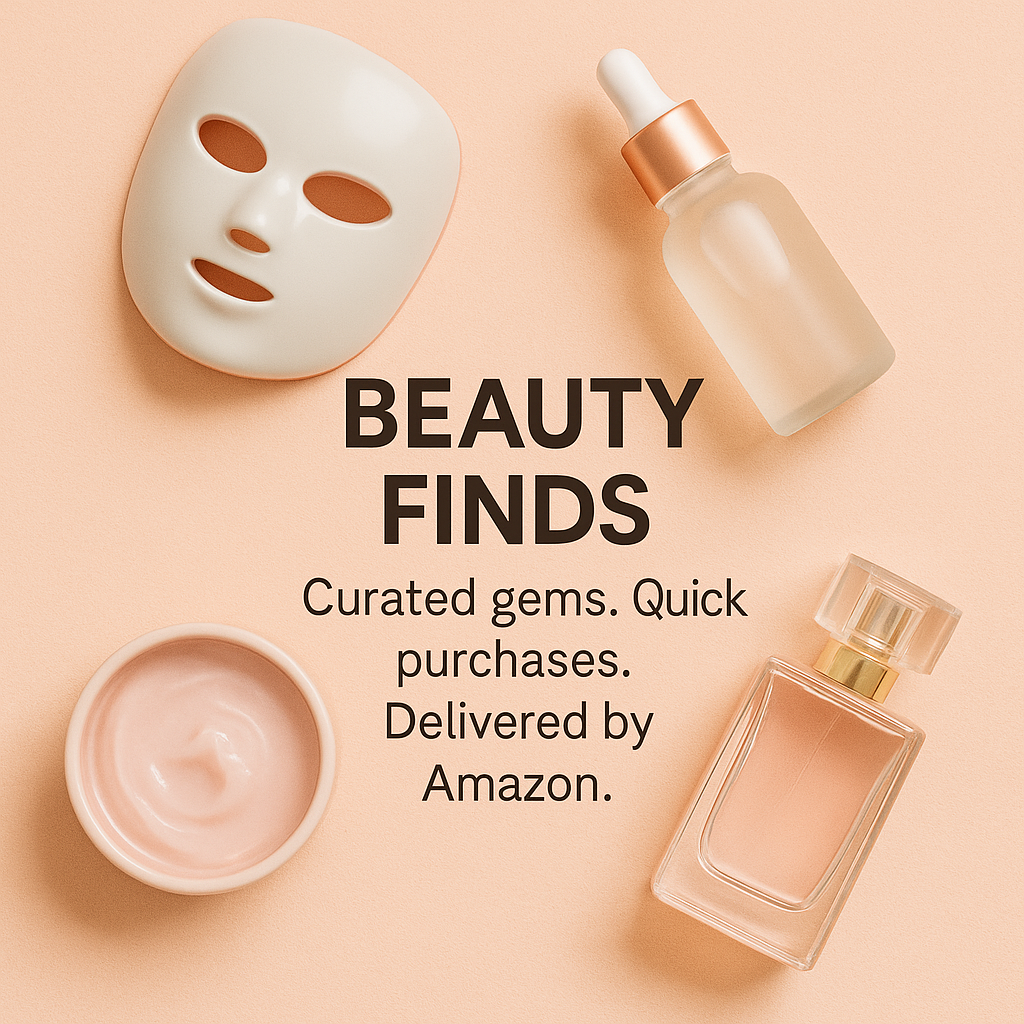 BEAUTY
FINDS
Curated gems. Quick
purchases.
Delivered by
Amazon.